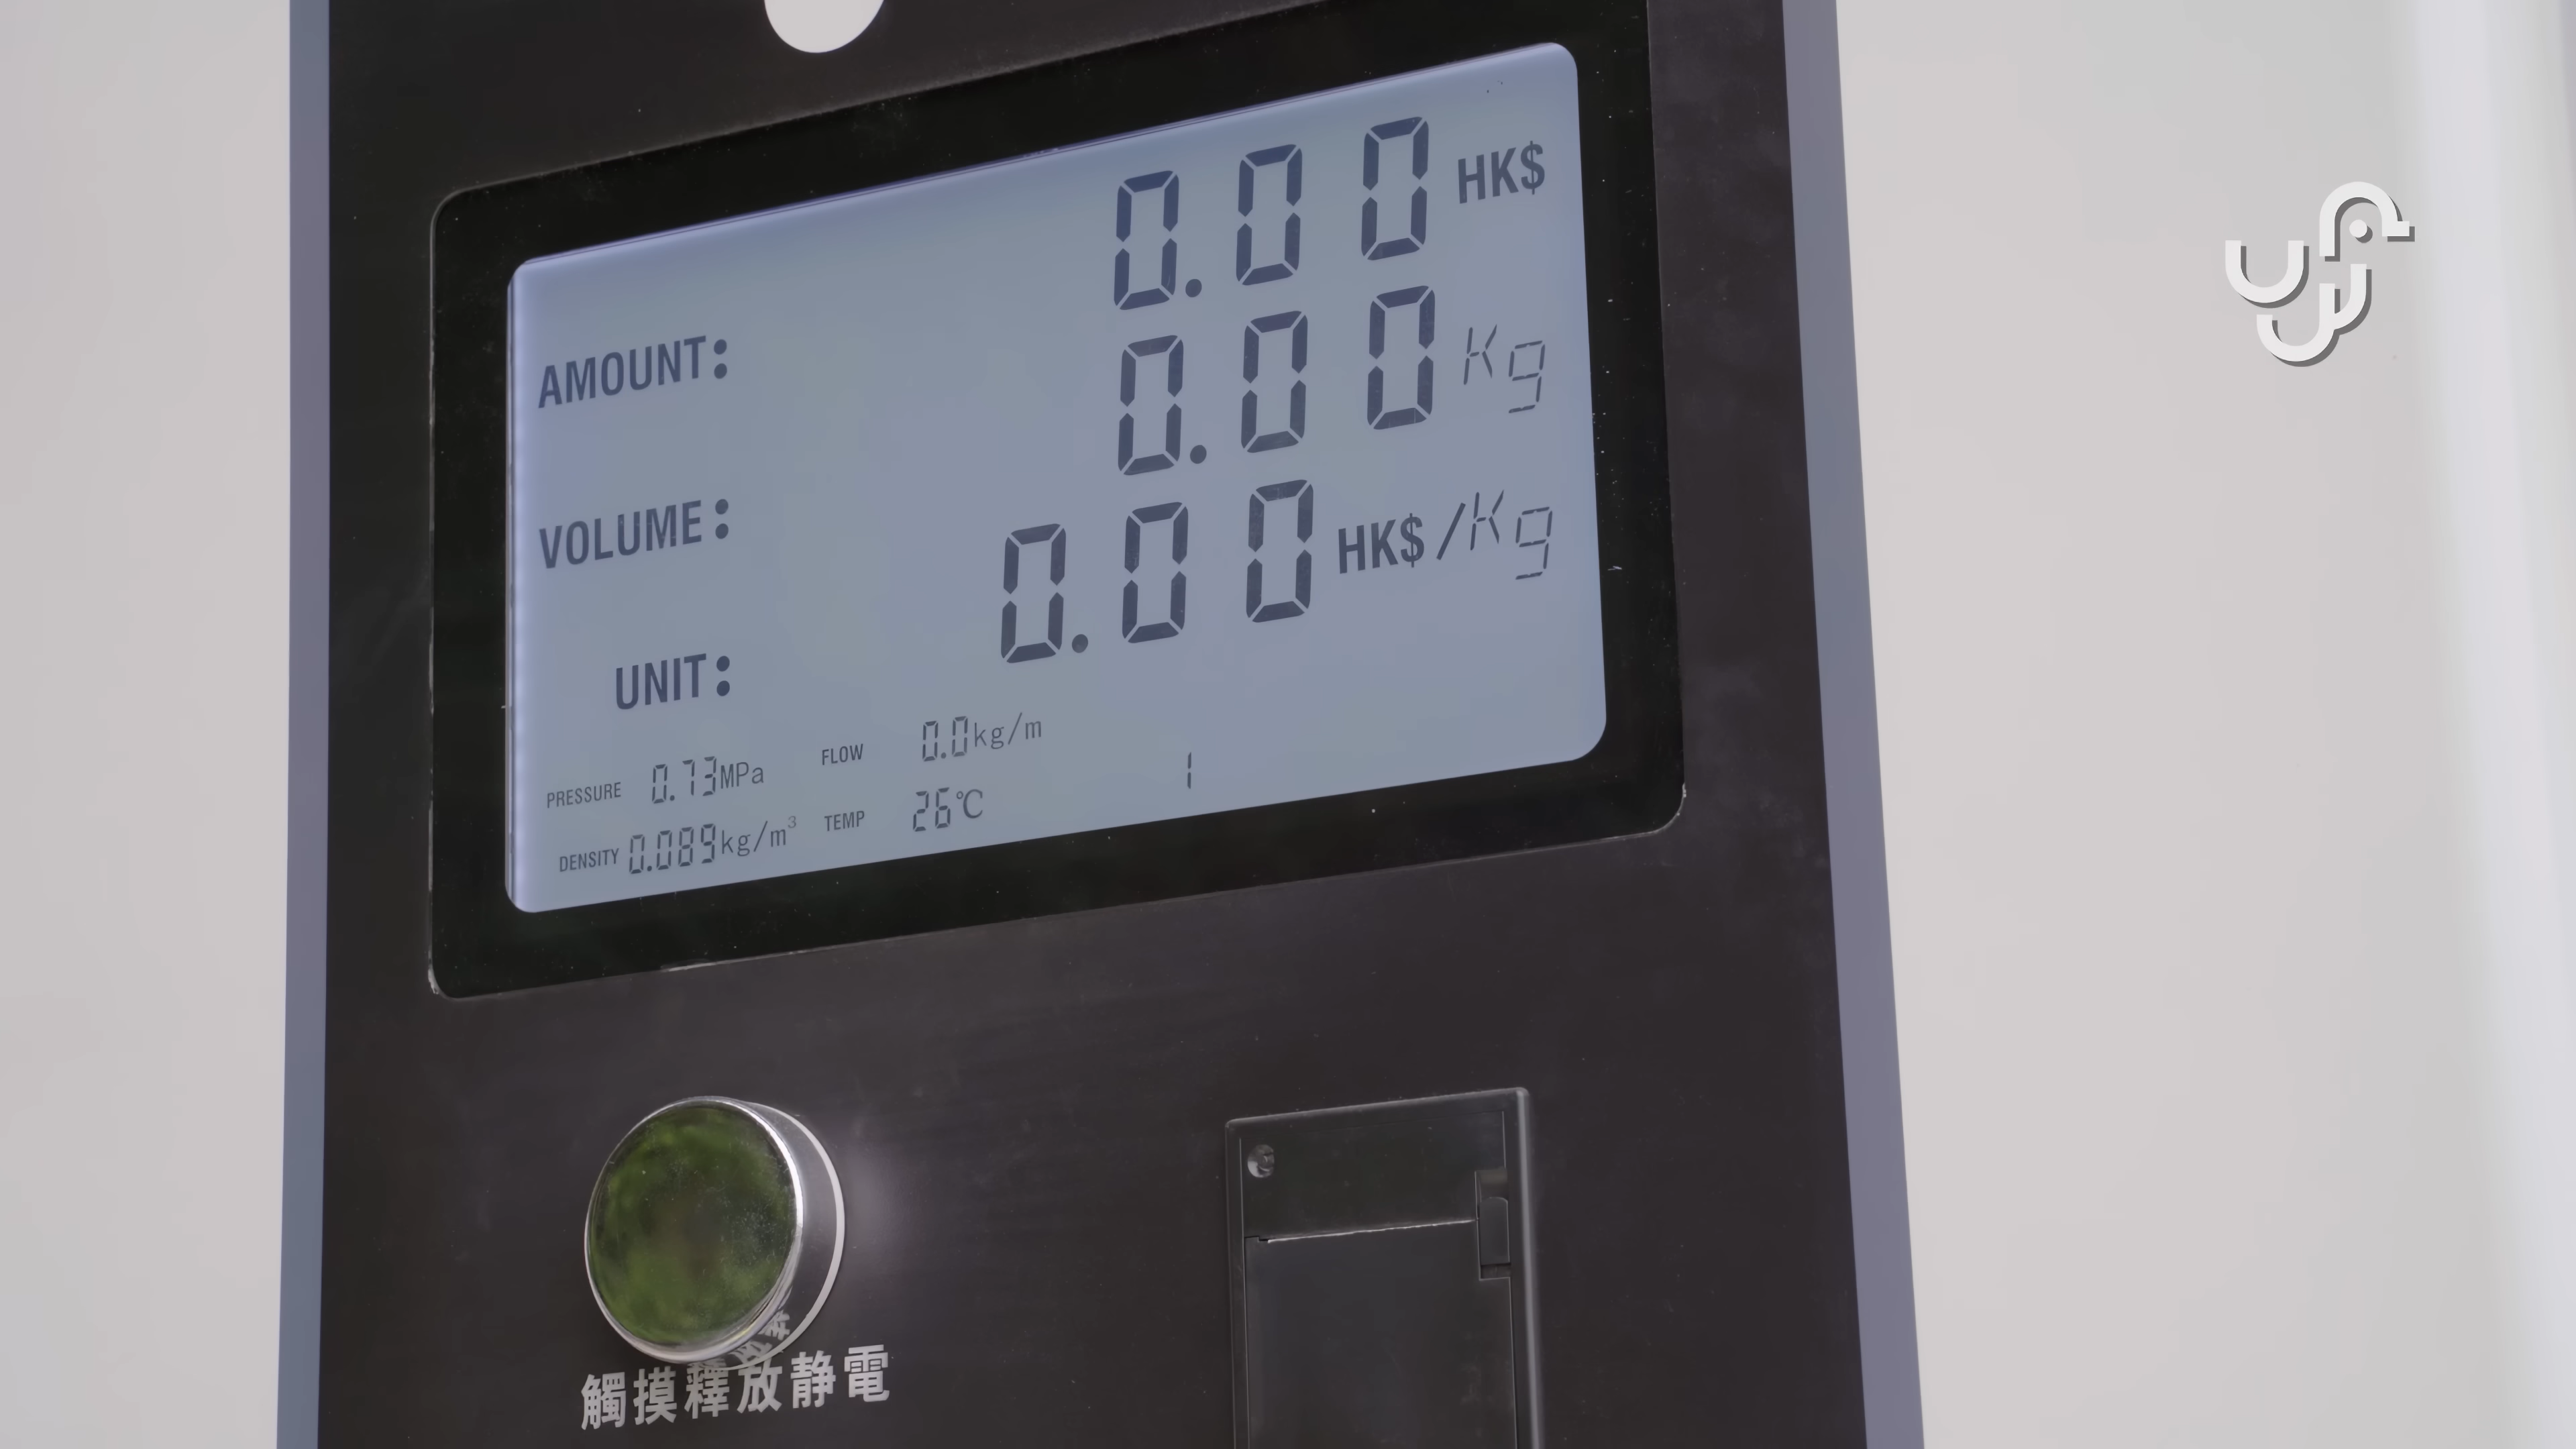 0.00 HK$
AMOUNT:
0.00 Kg
VOLUME:
0.00 HK$/Kg
UNIT:
PRESSURE 0.73MPa FLOW 0.0kg/m
1
DENSITY 0.089kg/m³ TEMP 26℃
觸摸釋放静電